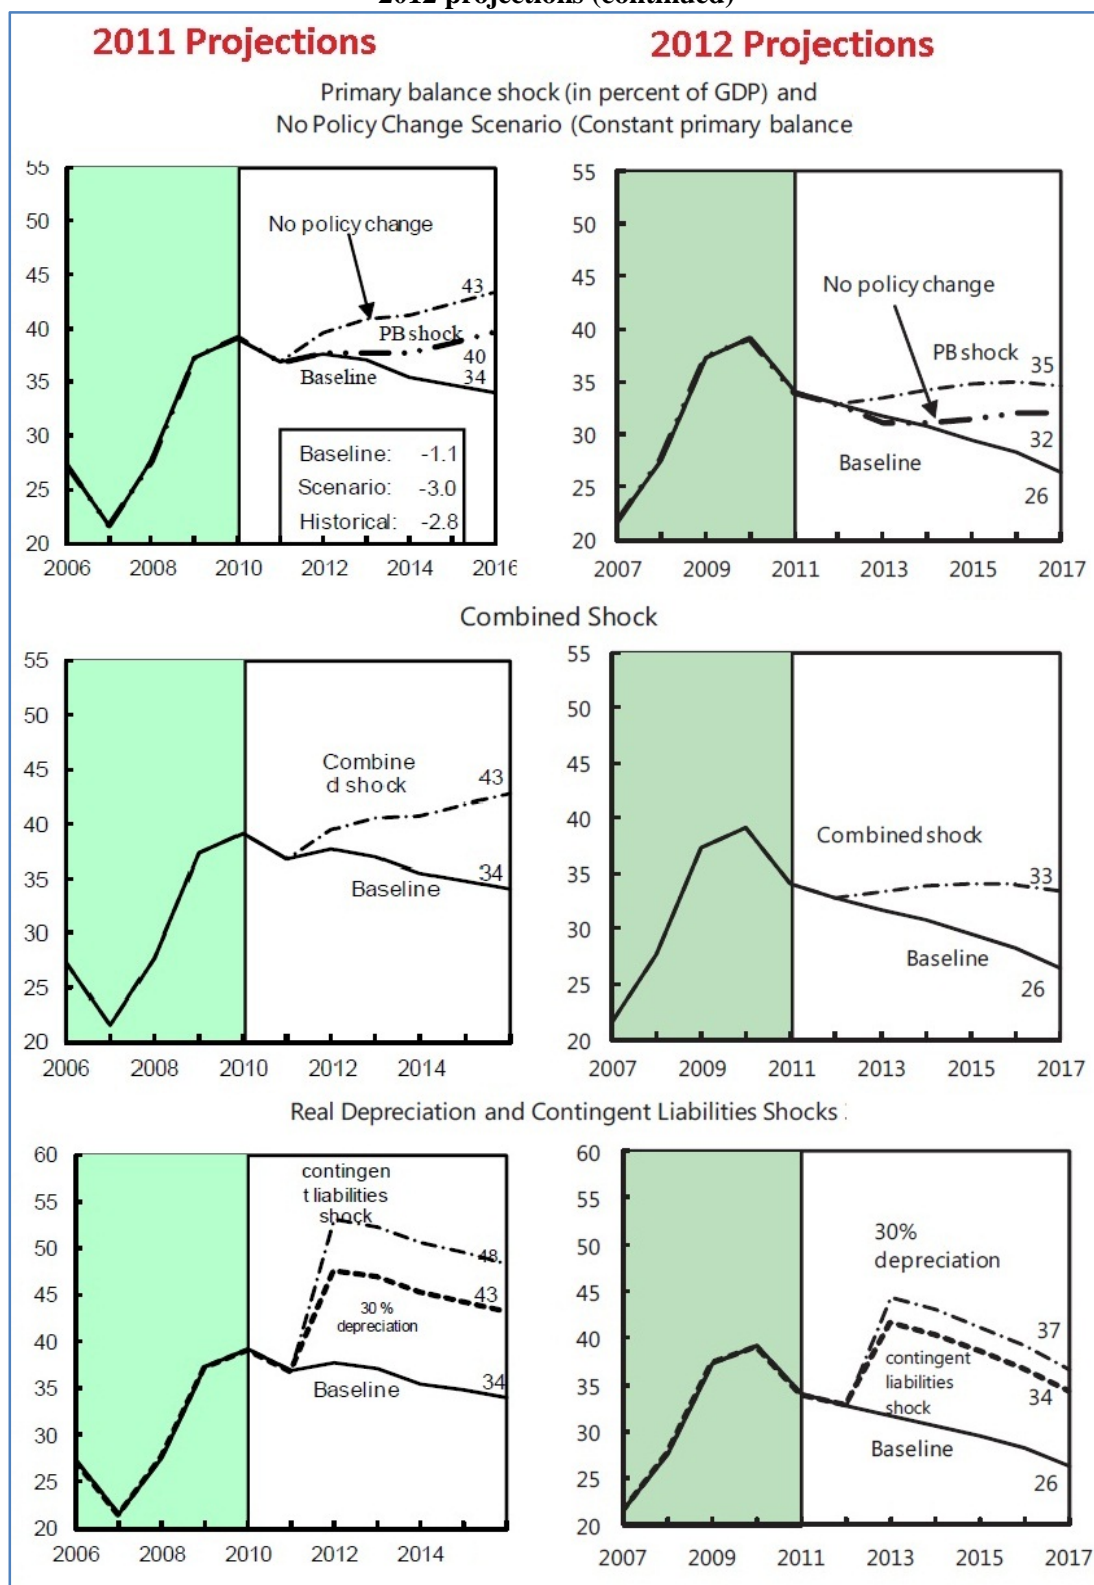 2012 projections (continued)
2011 Projections
2012 Projections
Primary balance shock (in percent of GDP) and
No Policy Change Scenario (Constant primary balance
55
50
45
40
35
30
25
20
No policy change
43
PB shock
40
Baseline
34
Baseline: -1.1
Scenario: -3.0
Historical: -2.8
2006 2008 2010 2012 2014 2016
55
50
45
40
35
30
25
20
No policy change
PB shock
35
32
Baseline
26
2007 2009 2011 2013 2015 2017
Combined Shock
55
50
45
40
35
30
25
20
Combine
d shock
43
34
Baseline
2006 2008 2010 2012 2014
55
50
45
40
35
30
25
20
Combined shock
33
Baseline
26
2007 2009 2011 2013 2015 2017
Real Depreciation and Contingent Liabilities Shocks
60
55
50
45
40
35
30
25
20
contingen
t liabilities
shock
48
43
30 %
depreciation
Baseline
34
2006 2008 2010 2012 2014
60
55
50
45
40
35
30
25
20
30%
depreciation
37
contingent
liabilities
shock
34
Baseline
26
2007 2009 2011 2013 2015 2017